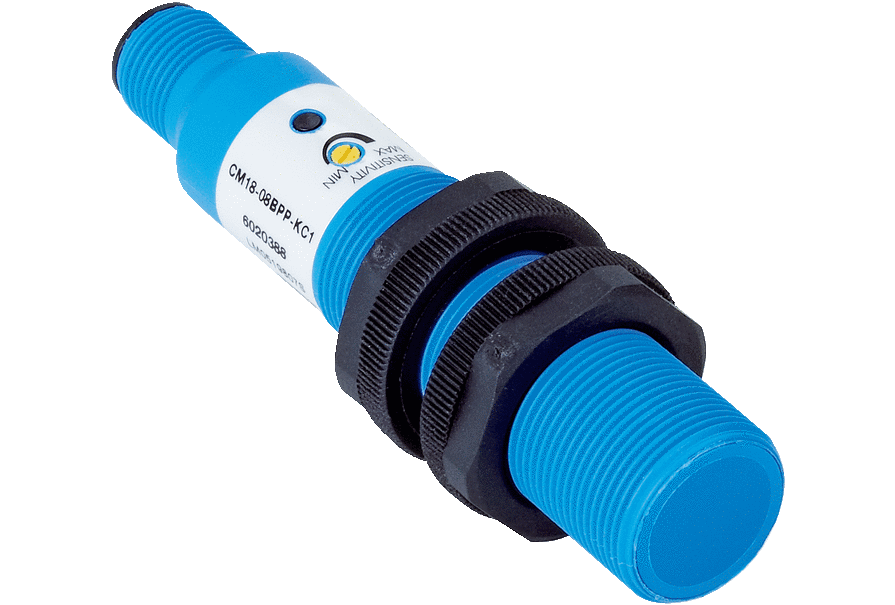 SENSITIVITY
MAX
MIN
CM18-08BPP-KC1
6020388